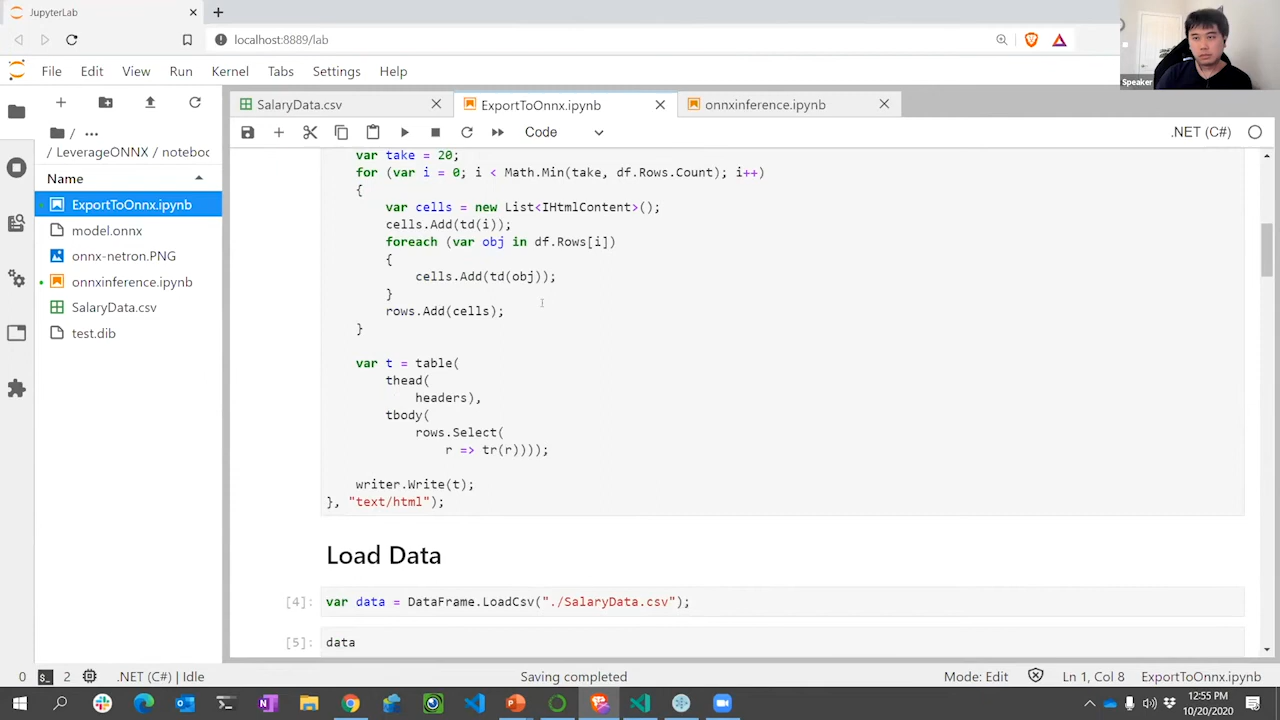 JupyterLab
localhost:8889/lab
Speaker
File Edit View Run Kernel Tabs Settings Help
SalaryData.csv
ExportToOnnx.ipynb
onnxinference.ipynb
Code
.NET (C#)
/ ...
/ LeverageONNX / noteboo
Name
ExportToOnnx.ipynb
model.onnx
onnx-netron.PNG
onnxinference.ipynb
SalaryData.csv
test.dib
var take = 20;
for (var i = 0; i < Math.Min(take, df.Rows.Count); i++)
{
var cells = new List<IHtmlContent>();
cells.Add(td(i));
foreach (var obj in df.Rows[i])
{
cells.Add(td(obj));
}
rows.Add(cells);
}
var t = table(
thead(
headers),
tbody(
rows.Select(
r => tr(r))));
writer.Write(t);
}, "text/html");
Load Data
[4]: var data = DataFrame.LoadCsv("./SalaryData.csv");
[5]: data
0 $_ 2 .NET (C#) | Idle
Saving completed
Mode: Edit
Ln 1, Col 8
ExportToOnnx.ipynb
12:55 PM
10/20/2020